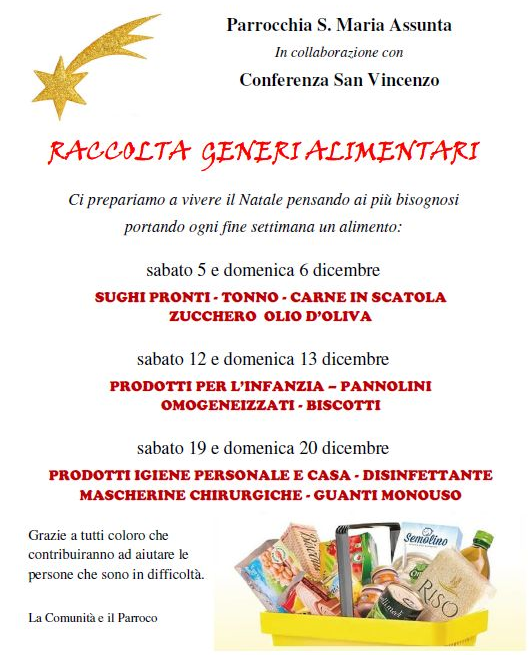 Parrocchia S. Maria Assunta
In collaborazione con
Conferenza San Vincenzo
RACCOLTA GENERI ALIMENTARI
Ci prepariamo a vivere il Natale pensando ai più bisognosi
portando ogni fine settimana un alimento:
sabato 5 e domenica 6 dicembre
SUGHI PRONTI - TONNO - CARNE IN SCATOLA
ZUCCHERO OLIO D'OLIVA
sabato 12 e domenica 13 dicembre
PRODOTTI PER L'INFANZIA – PANNOLINI
OMOGENEIZZATI - BISCOTTI
sabato 19 e domenica 20 dicembre
PRODOTTI IGIENE PERSONALE E CASA - DISINFETTANTE
MASCHERINE CHIRURGICHE - GUANTI MONOUSO
Grazie a tutti coloro che
contribuiranno ad aiutare le
persone che sono in difficoltà.
La Comunità e il Parroco
Semolino
RISO